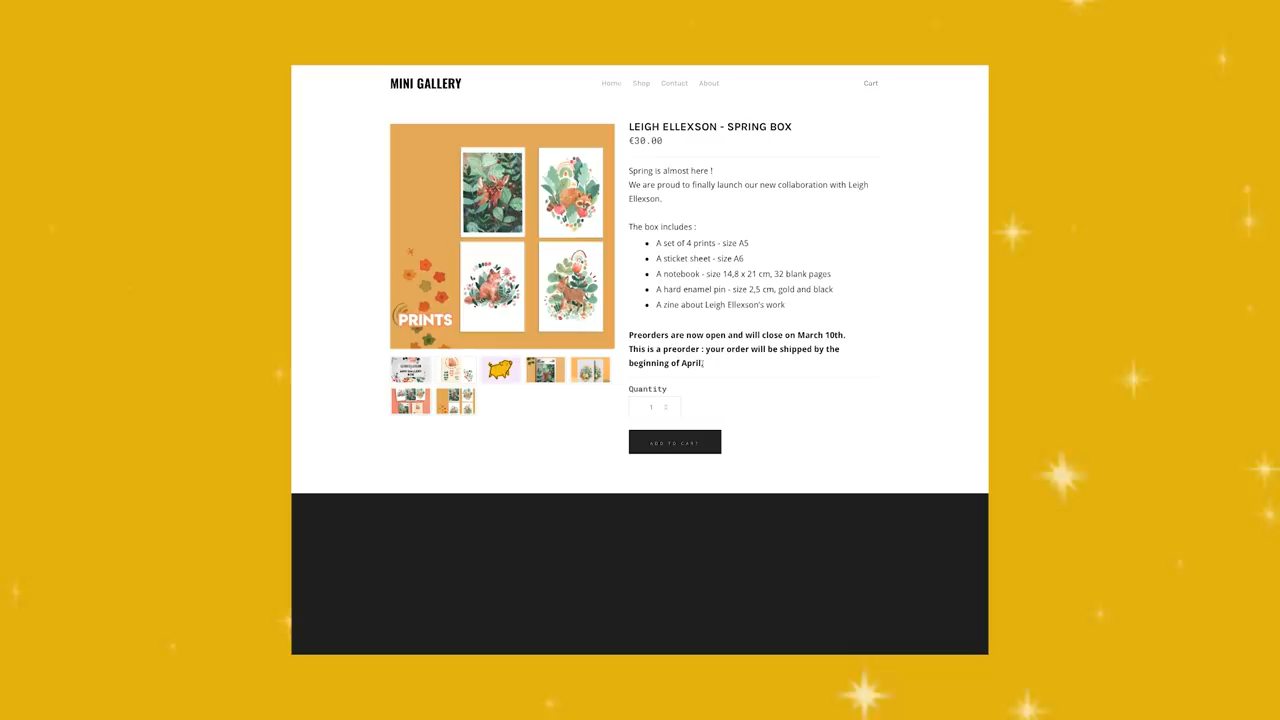 MINI GALLERY
Home Shop Contact About
Cart
LEIGH ELLEXSON - SPRING BOX
€30.00
Spring is almost here !
We are proud to finally launch our new collaboration with Leigh
Ellexson.
The box includes :
A set of 4 prints - size A5
A sticket sheet - size A6
A notebook - size 14,8 x 21 cm, 32 blank pages
A hard enamel pin - size 2,5 cm, gold and black
A zine about Leigh Ellexson's work
Preorders are now open and will close on March 10th.
This is a preorder : your order will be shipped by the
beginning of April.
Quantity
1
ADD TO CART
PRINTS